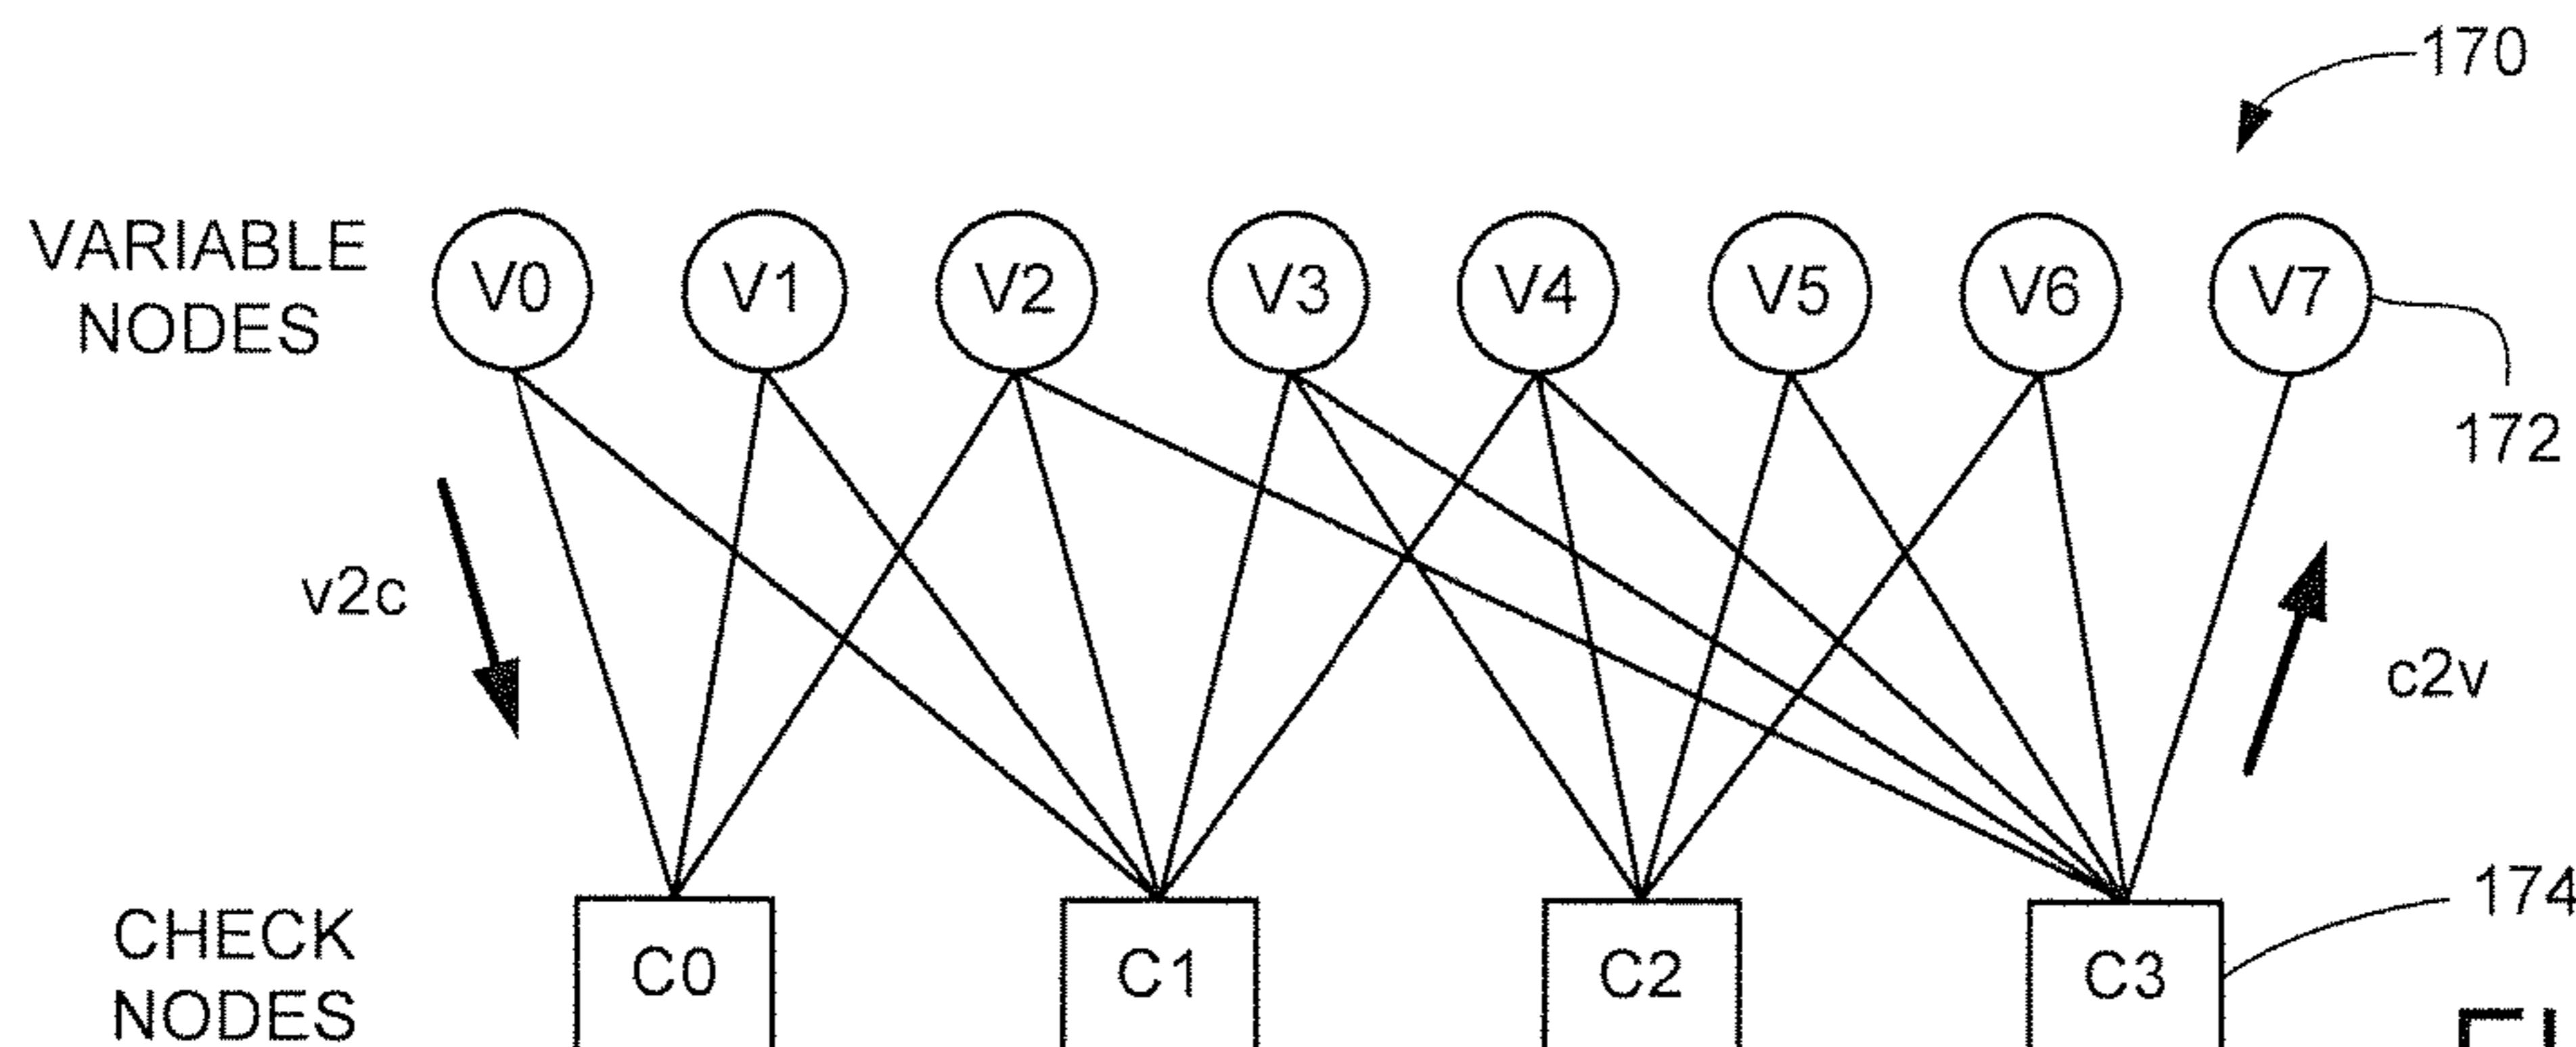 170
VARIABLE
NODES
V0 V1 V2 V3 V4 V5 V6 V7
172
v2c
c2v
174
CHECK
NODES
C0 C1 C2 C3